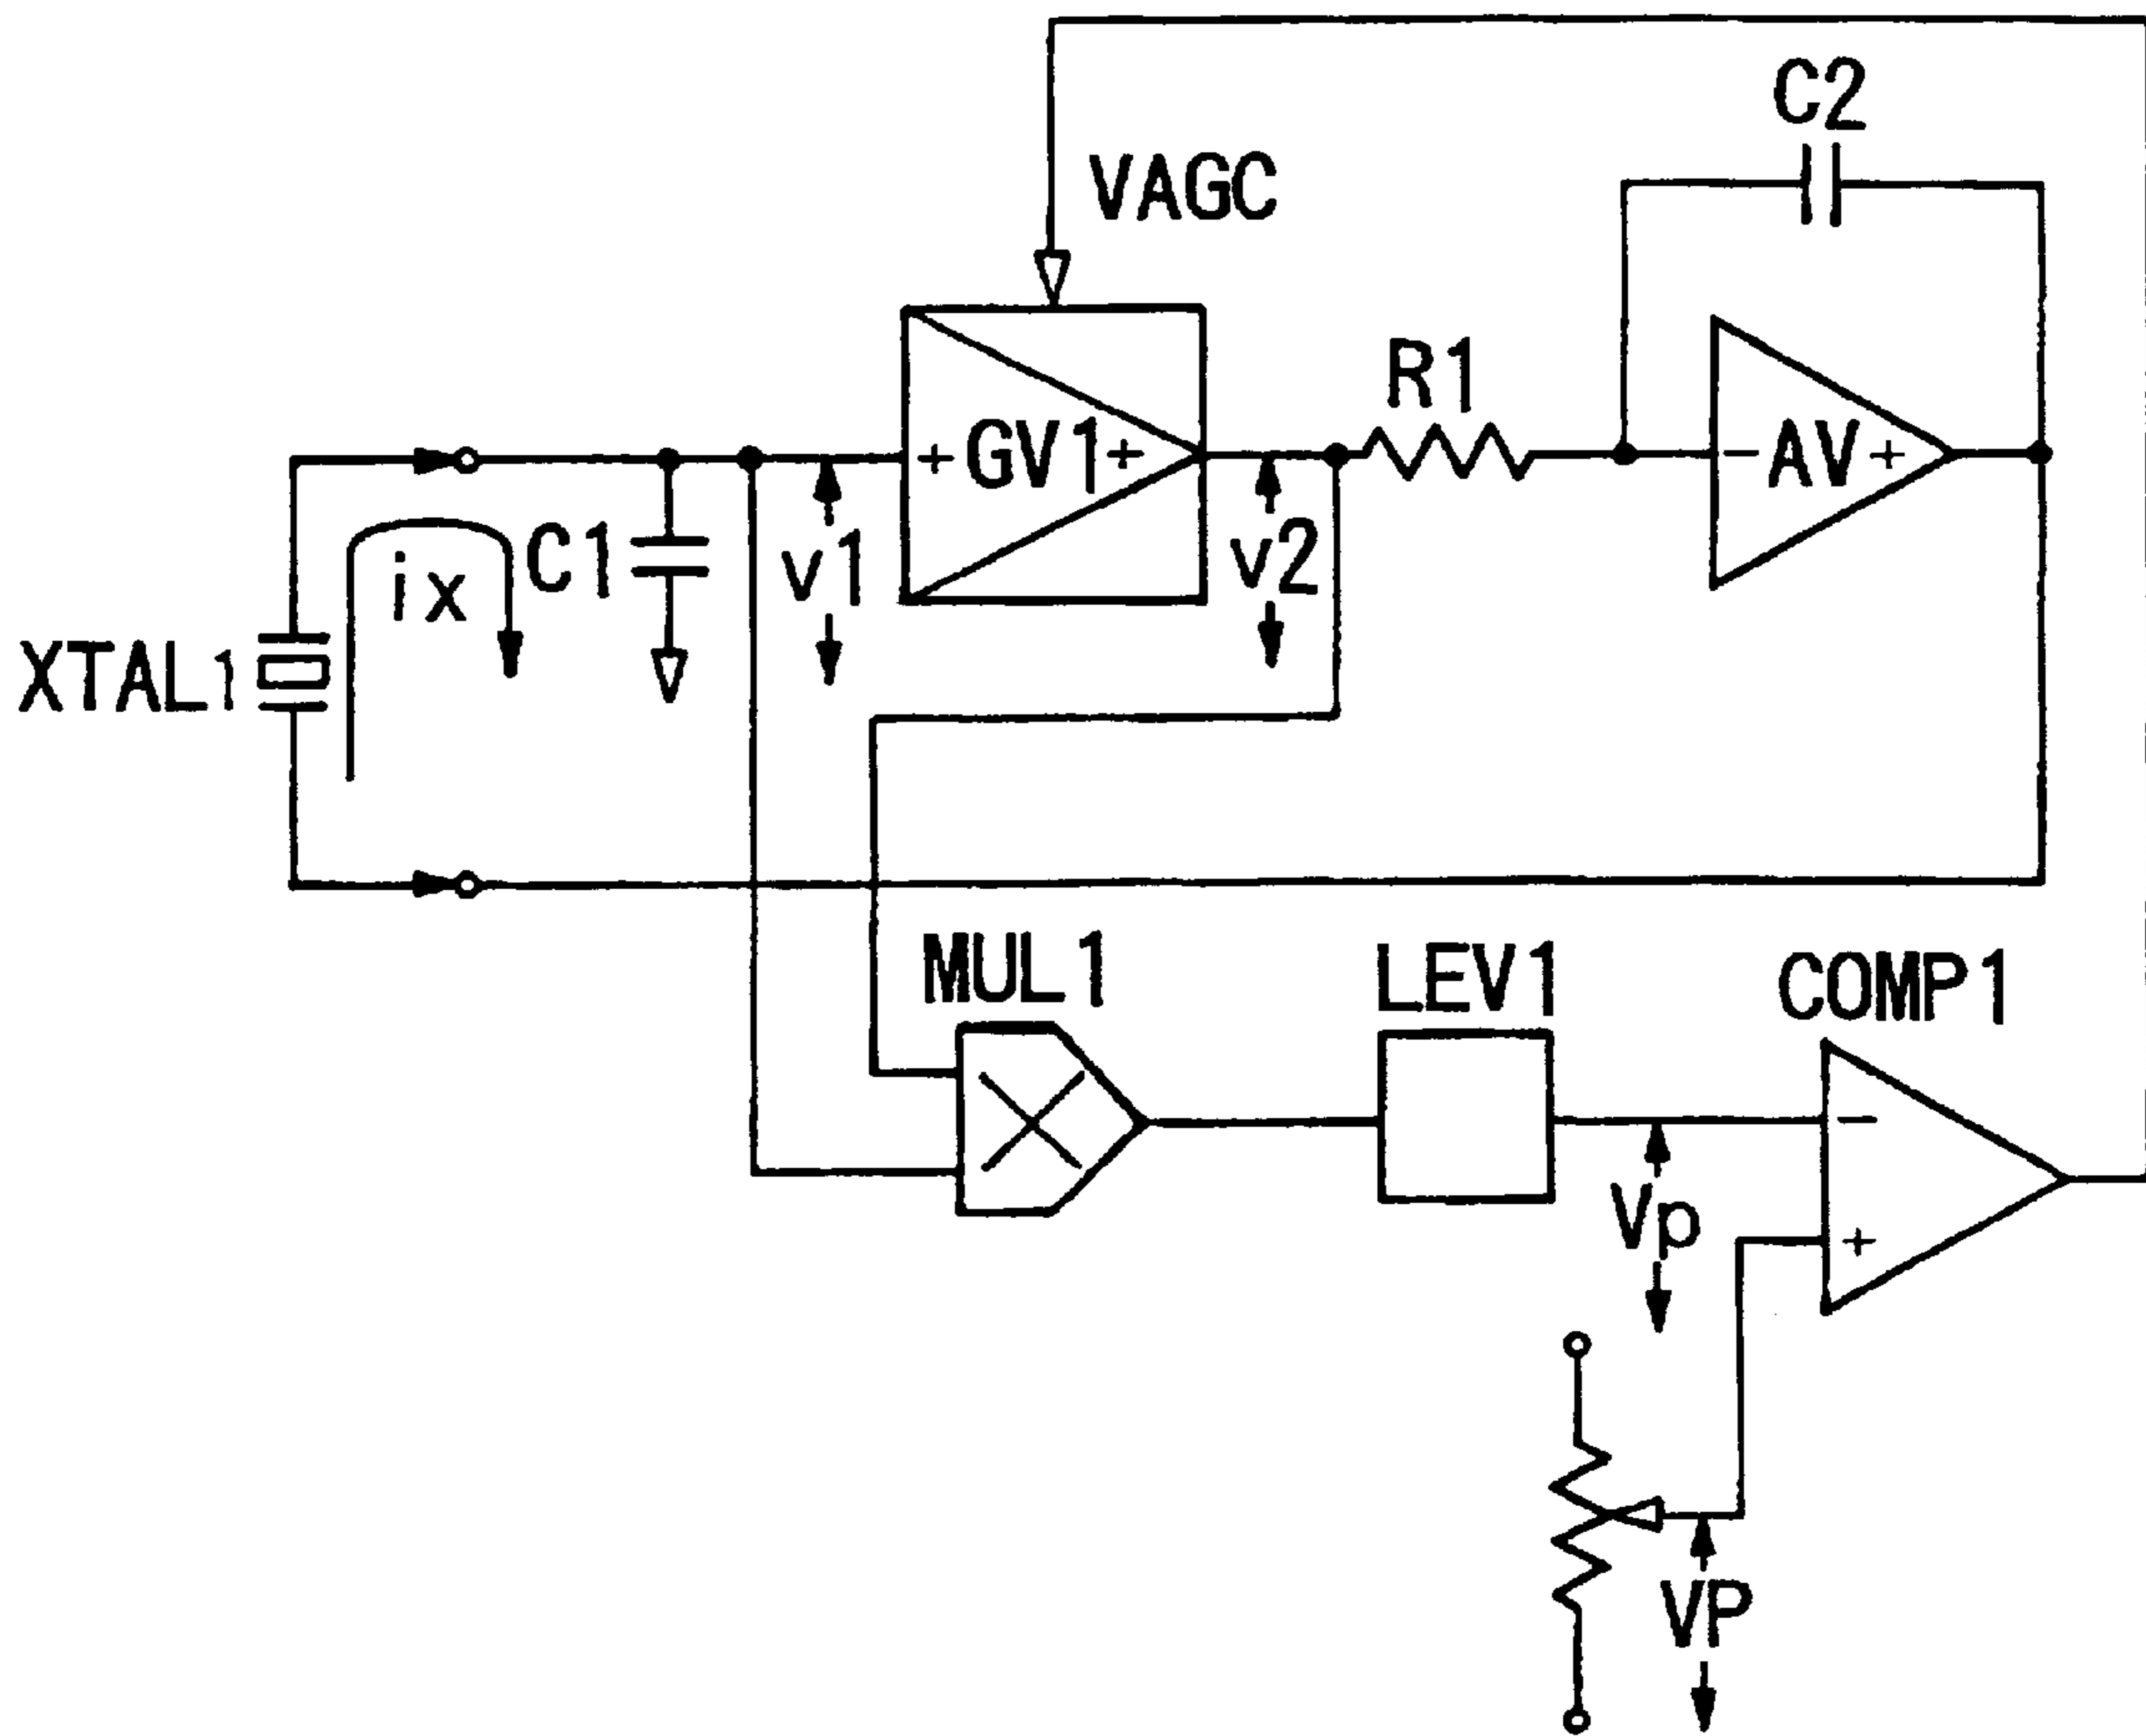 C2
VAGC
R1
+ GV1 +
- AV +
ix
C1
v1
v2
XTAL1
MUL1
LEV1
COMP1
-
Vp
+
VP